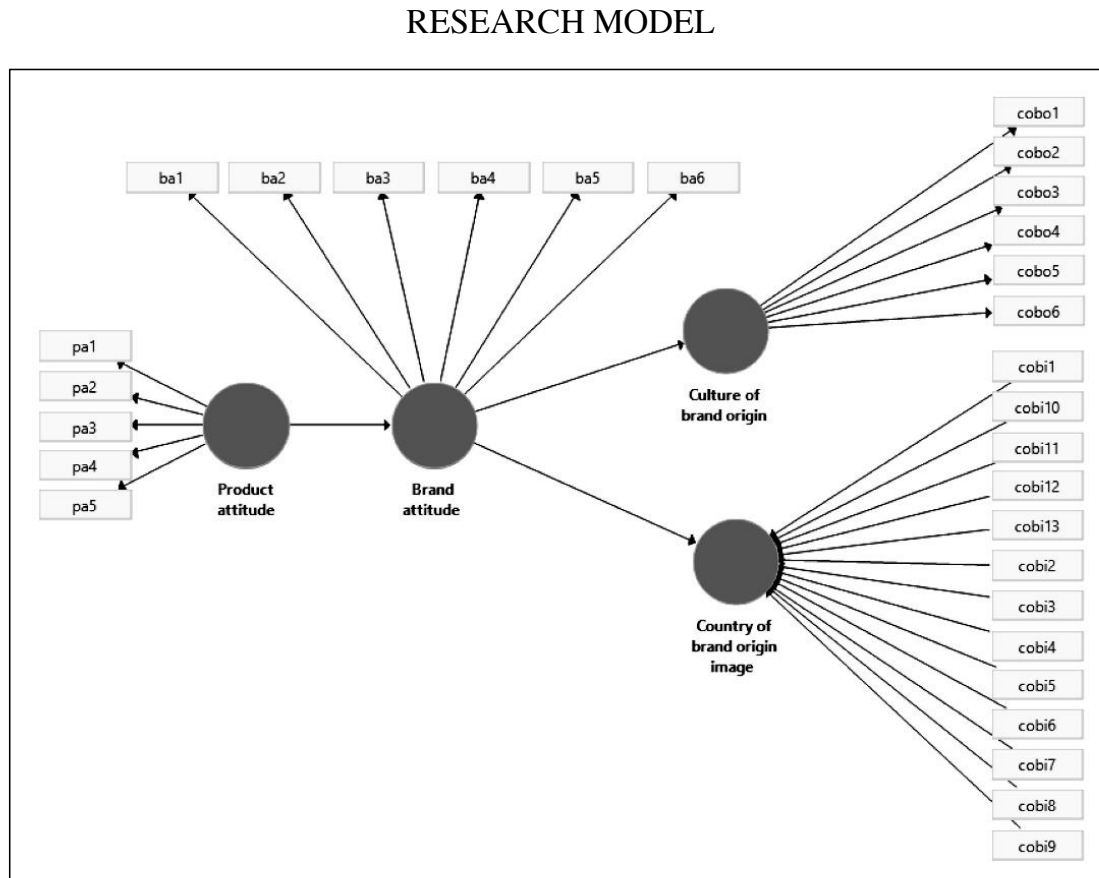 RESEARCH MODEL
cobo1
cobo2
cobo3
cobo4
cobo5
cobo6
ba1
ba2
ba3
ba4
ba5
ba6
pa1
pa2
pa3
pa4
pa5
Product
attitude
Brand
attitude
Culture of
brand origin
Country of
brand origin
image
cobi1
cobi10
cobi11
cobi12
cobi13
cobi2
cobi3
cobi4
cobi5
cobi6
cobi7
cobi8
cobi9